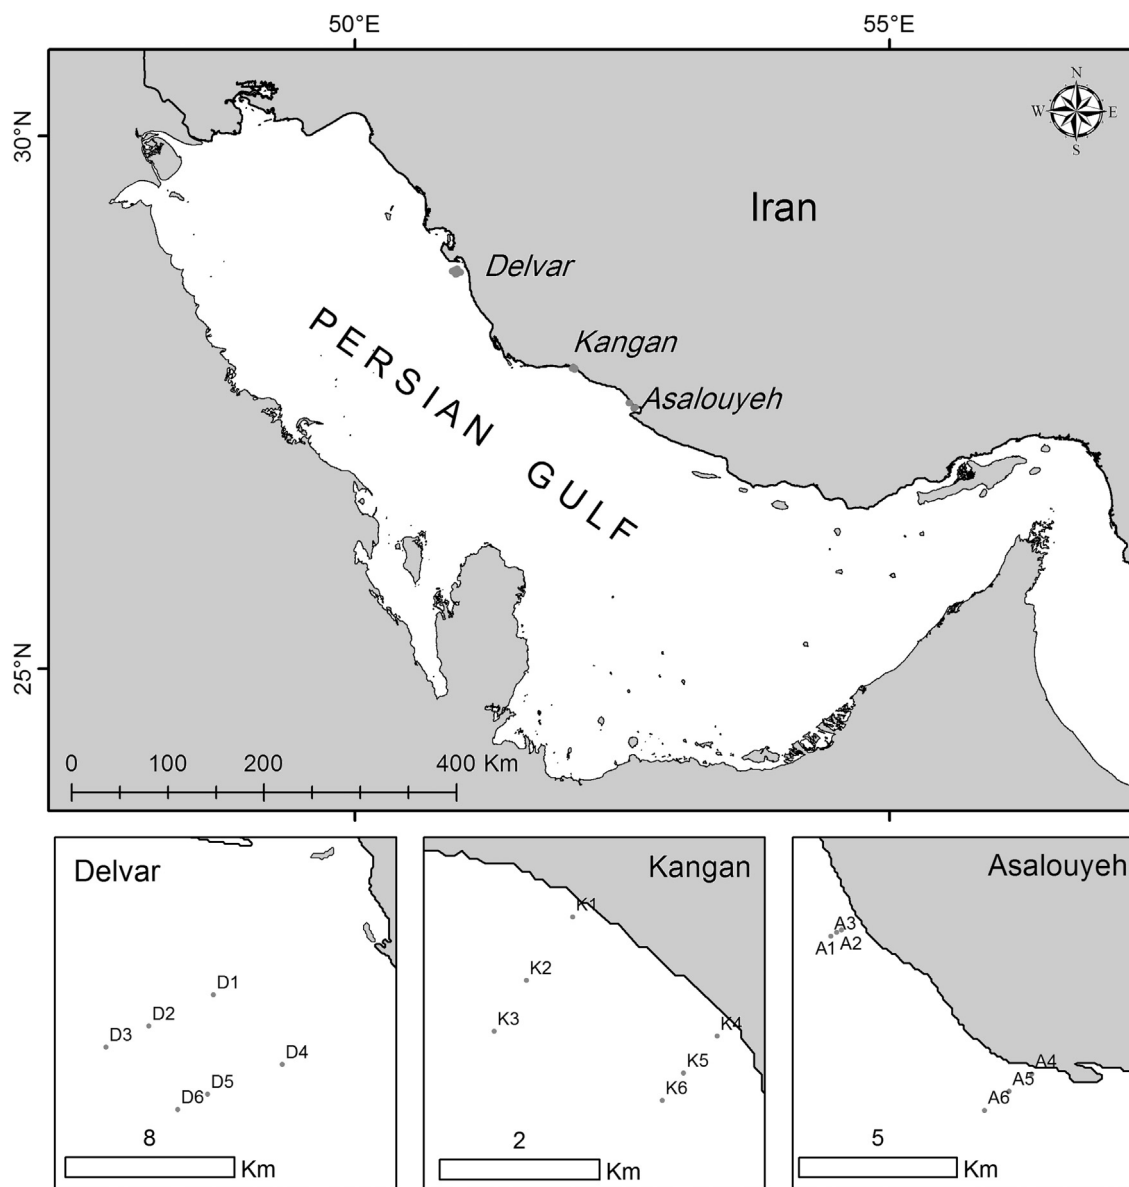 50°E
55°E
N
W
E
S
30°N
Iran
Delvar
Kangan
Asalouyeh
PERSIAN GULF
25°N
0
100
200
400 Km
Delvar
D1
D2
D3
D4
D5
D6
8
Km
Kangan
K1
K2
K3
K4
K5
K6
2
Km
Asalouyeh
A3
A1
A2
A4
A5
A6
5
Km